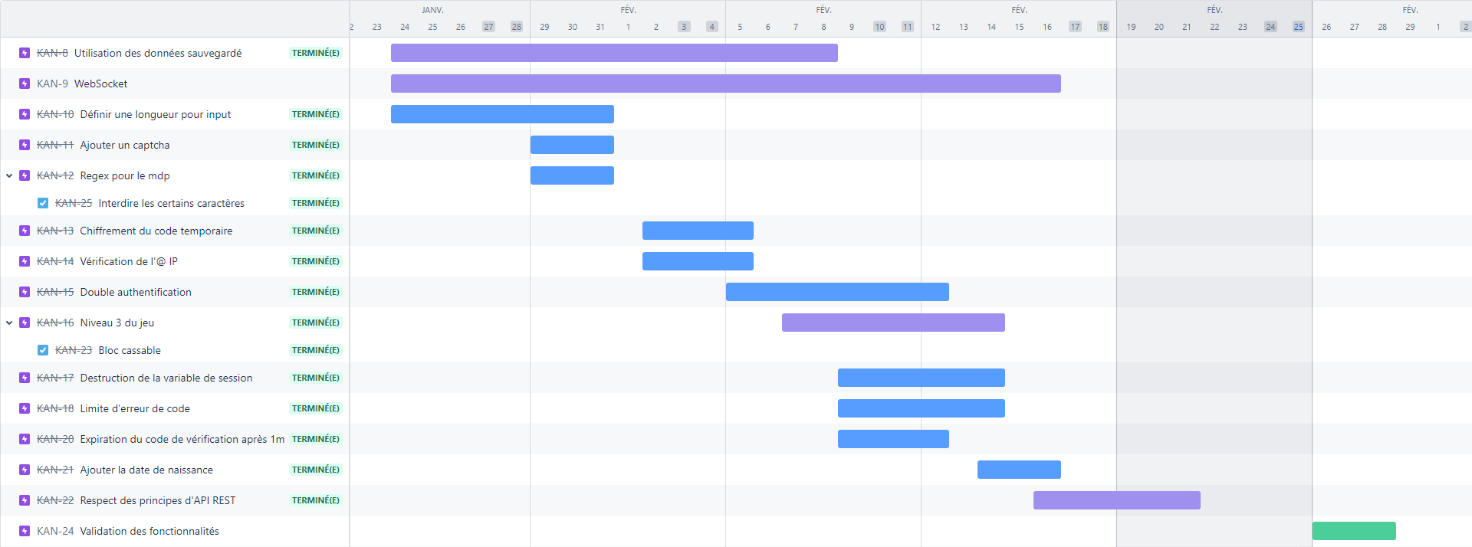 JANV. FÉV. FÉV. FÉV. FÉV. FÉV.
2 23 24 25 26 27 28 29 30 31 1 2 3 4 5 6 7 8 9 10 11 12 13 14 15 16 17 18 19 20 21 22 23 24 25 26 27 28 29 1 2
KAN-8 Utilisation des données sauvegardé TERMINÉ(E)
KAN-9 WebSocket
KAN-10 Définir une longueur pour input TERMINÉ(E)
KAN-11 Ajouter un captcha TERMINÉ(E)
KAN-12 Regex pour le mdp TERMINÉ(E)
KAN-25 Interdire les certains caractères TERMINÉ(E)
KAN-13 Chiffrement du code temporaire TERMINÉ(E)
KAN-14 Vérification de l'@ IP TERMINÉ(E)
KAN-15 Double authentification TERMINÉ(E)
KAN-16 Niveau 3 du jeu TERMINÉ(E)
KAN-23 Bloc cassable TERMINÉ(E)
KAN-17 Destruction de la variable de session TERMINÉ(E)
KAN-18 Limite d'erreur de code TERMINÉ(E)
KAN-20 Expiration du code de vérification après 1m TERMINÉ(E)
KAN-21 Ajouter la date de naissance TERMINÉ(E)
KAN-22 Respect des principes d'API REST TERMINÉ(E)
KAN-24 Validation des fonctionnalités